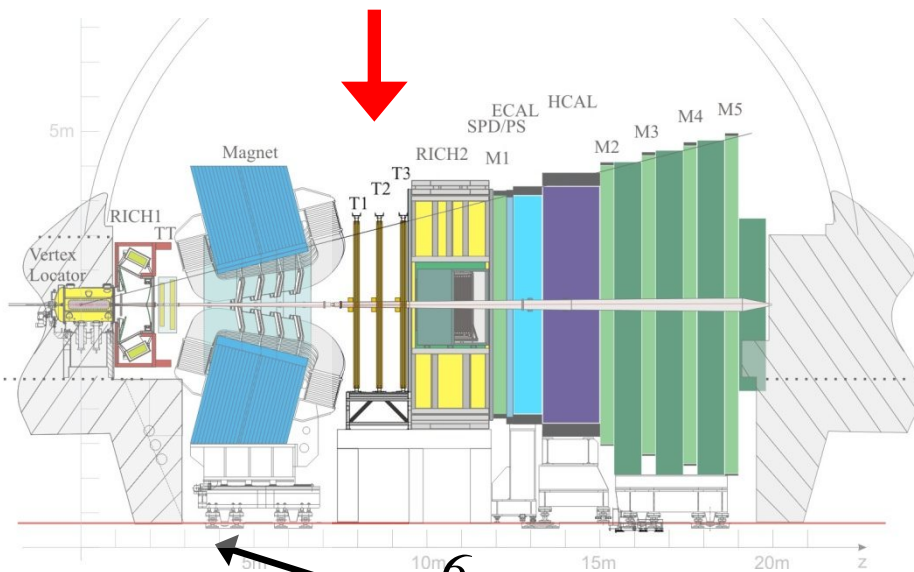 5m
ECAL
HCAL
SPD/PS
M1
M2
M3
M4
M5
Magnet
RICH2
T1
T2
T3
RICH1
TT
Vertex
Locator
5m
10m
15m
20m
z
6